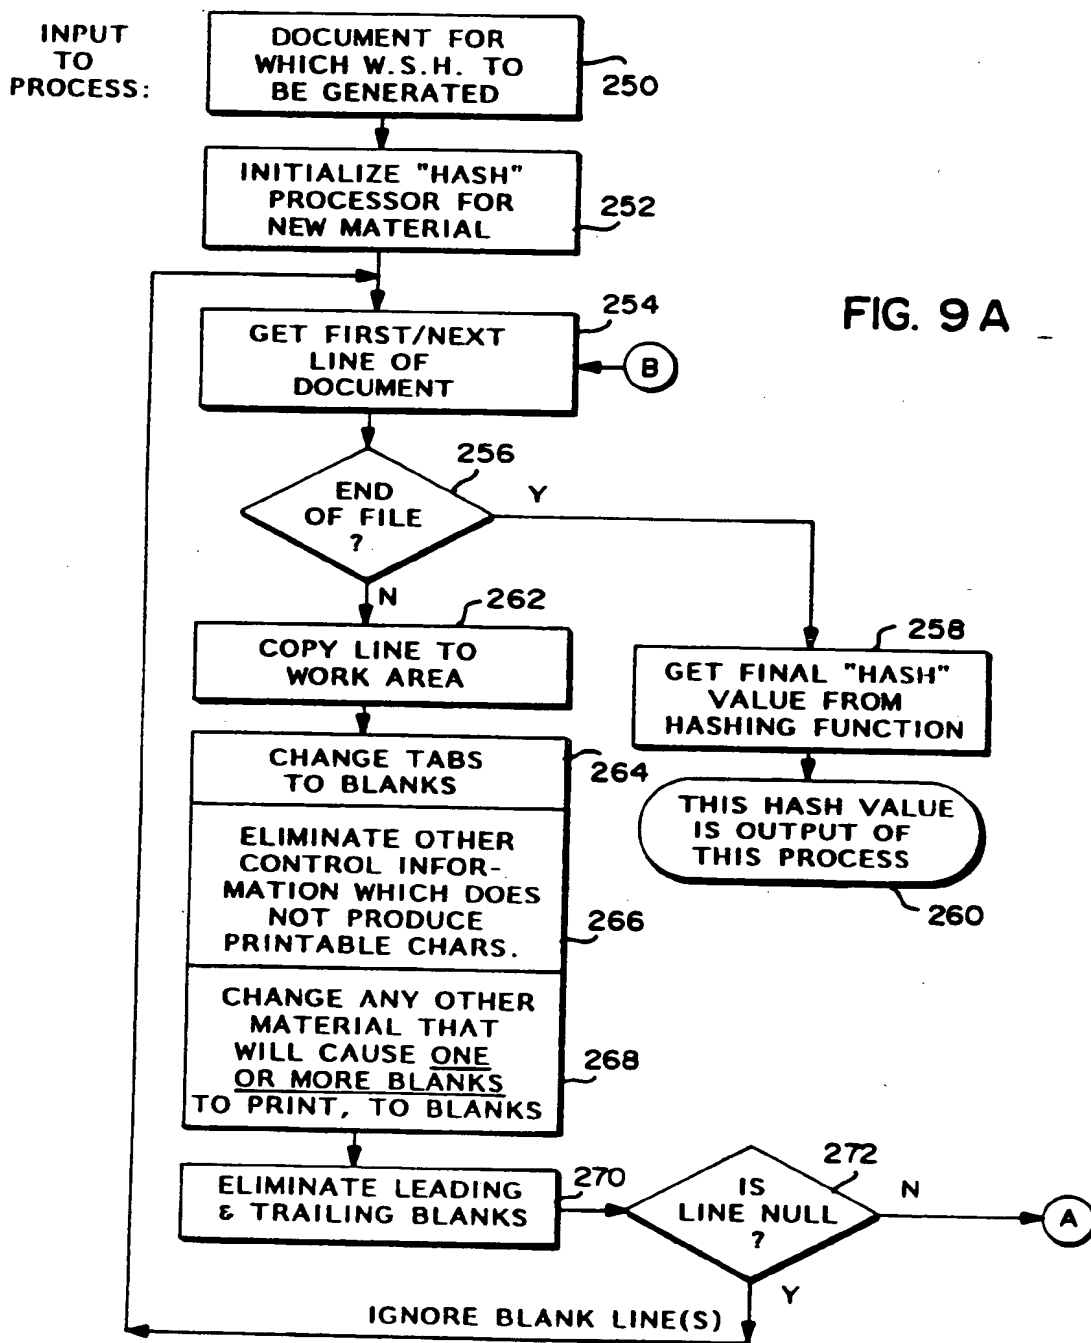 INPUT
TO
PROCESS:
DOCUMENT FOR
WHICH W.S.H. TO
BE GENERATED
250
INITIALIZE "HASH"
PROCESSOR FOR
NEW MATERIAL
252
FIG. 9A
254
GET FIRST/NEXT
LINE OF
DOCUMENT
B
256
END
OF FILE
?
Y
N
262
COPY LINE TO
WORK AREA
258
GET FINAL "HASH"
VALUE FROM
HASHING FUNCTION
CHANGE TABS
TO BLANKS
264
THIS HASH VALUE
IS OUTPUT OF
THIS PROCESS
260
ELIMINATE OTHER
CONTROL INFOR-
MATION WHICH DOES
NOT PRODUCE
PRINTABLE CHARS.
266
CHANGE ANY OTHER
MATERIAL THAT
WILL CAUSE ONE
OR MORE BLANKS
TO PRINT, TO BLANKS
268
ELIMINATE LEADING
& TRAILING BLANKS
270
IS
LINE NULL
?
272
N
A
Y
IGNORE BLANK LINE(S)